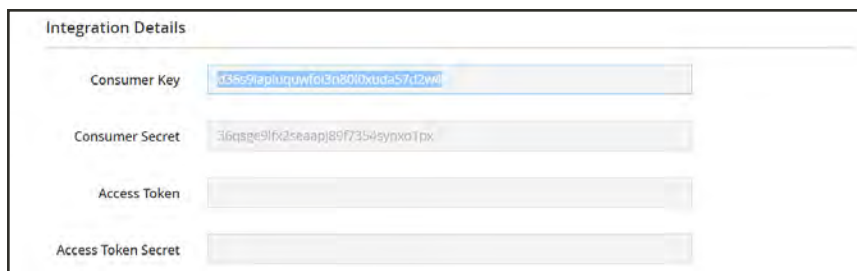 Integration Details
Consumer Key
Consumer Secret
Access Token
Access Token Secret